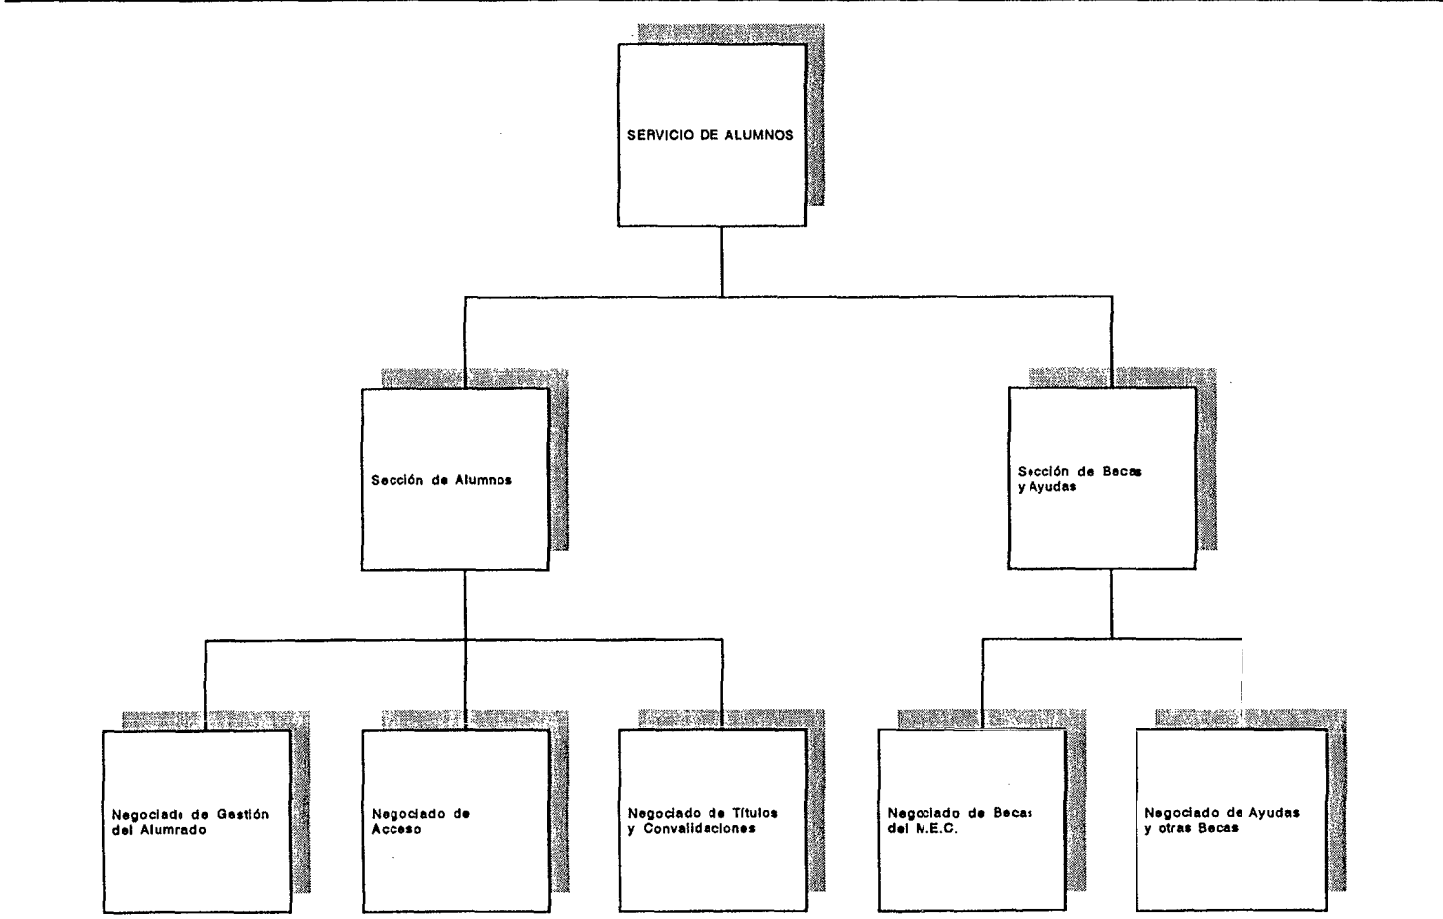 SERVICIO DE ALUMNOS
Sección de Alumnos
Sección de Becas
y Ayudas
Negociado de Gestión
del Alumnado
Negociado de
Acceso
Negociado de Títulos
y Convalidaciones
Negociado de Becas
del M.E.C.
Negociado de Ayudas
y otras Becas